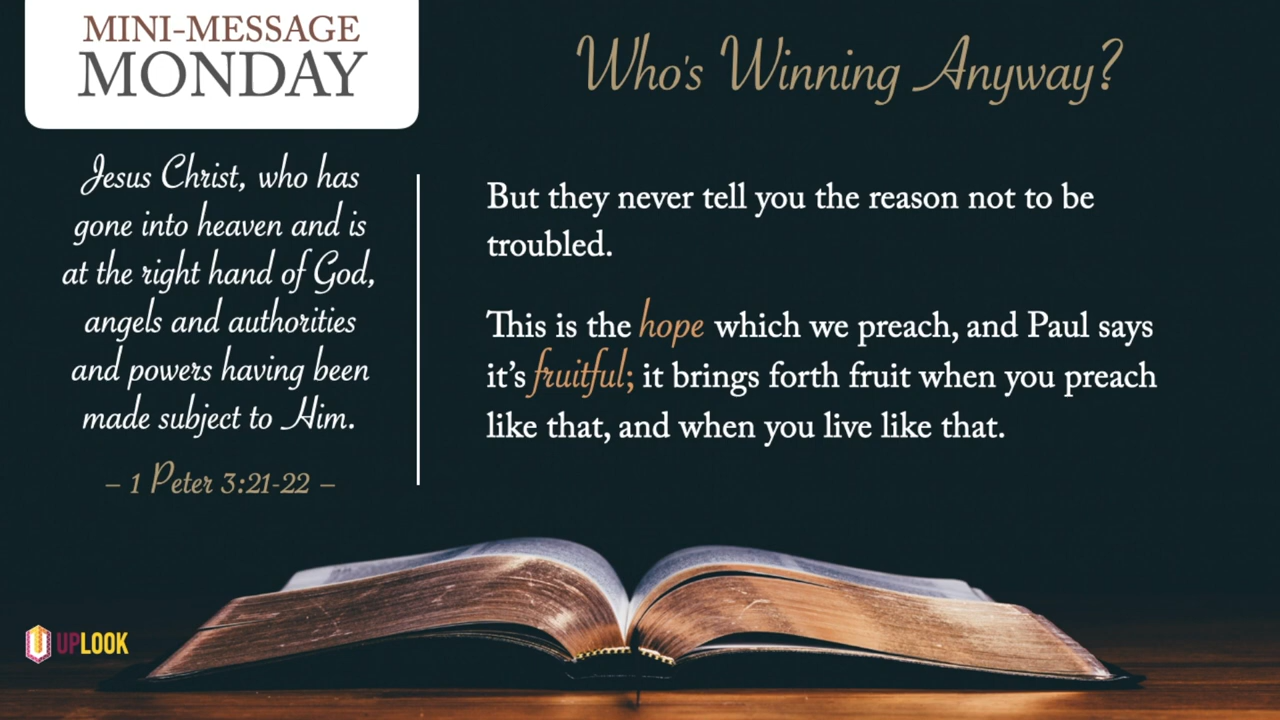 MINI-MESSAGE
MONDAY
Who's Winning Anyway?
Jesus Christ, who has
gone into heaven and is
at the right hand of God,
angels and authorities
and powers having been
made subject to Him.
– 1 Peter 3:21-22 –
But they never tell you the reason not to be
troubled.
This is the hope which we preach, and Paul says
it’s fruitful; it brings forth fruit when you preach
like that, and when you live like that.
UPLOOK